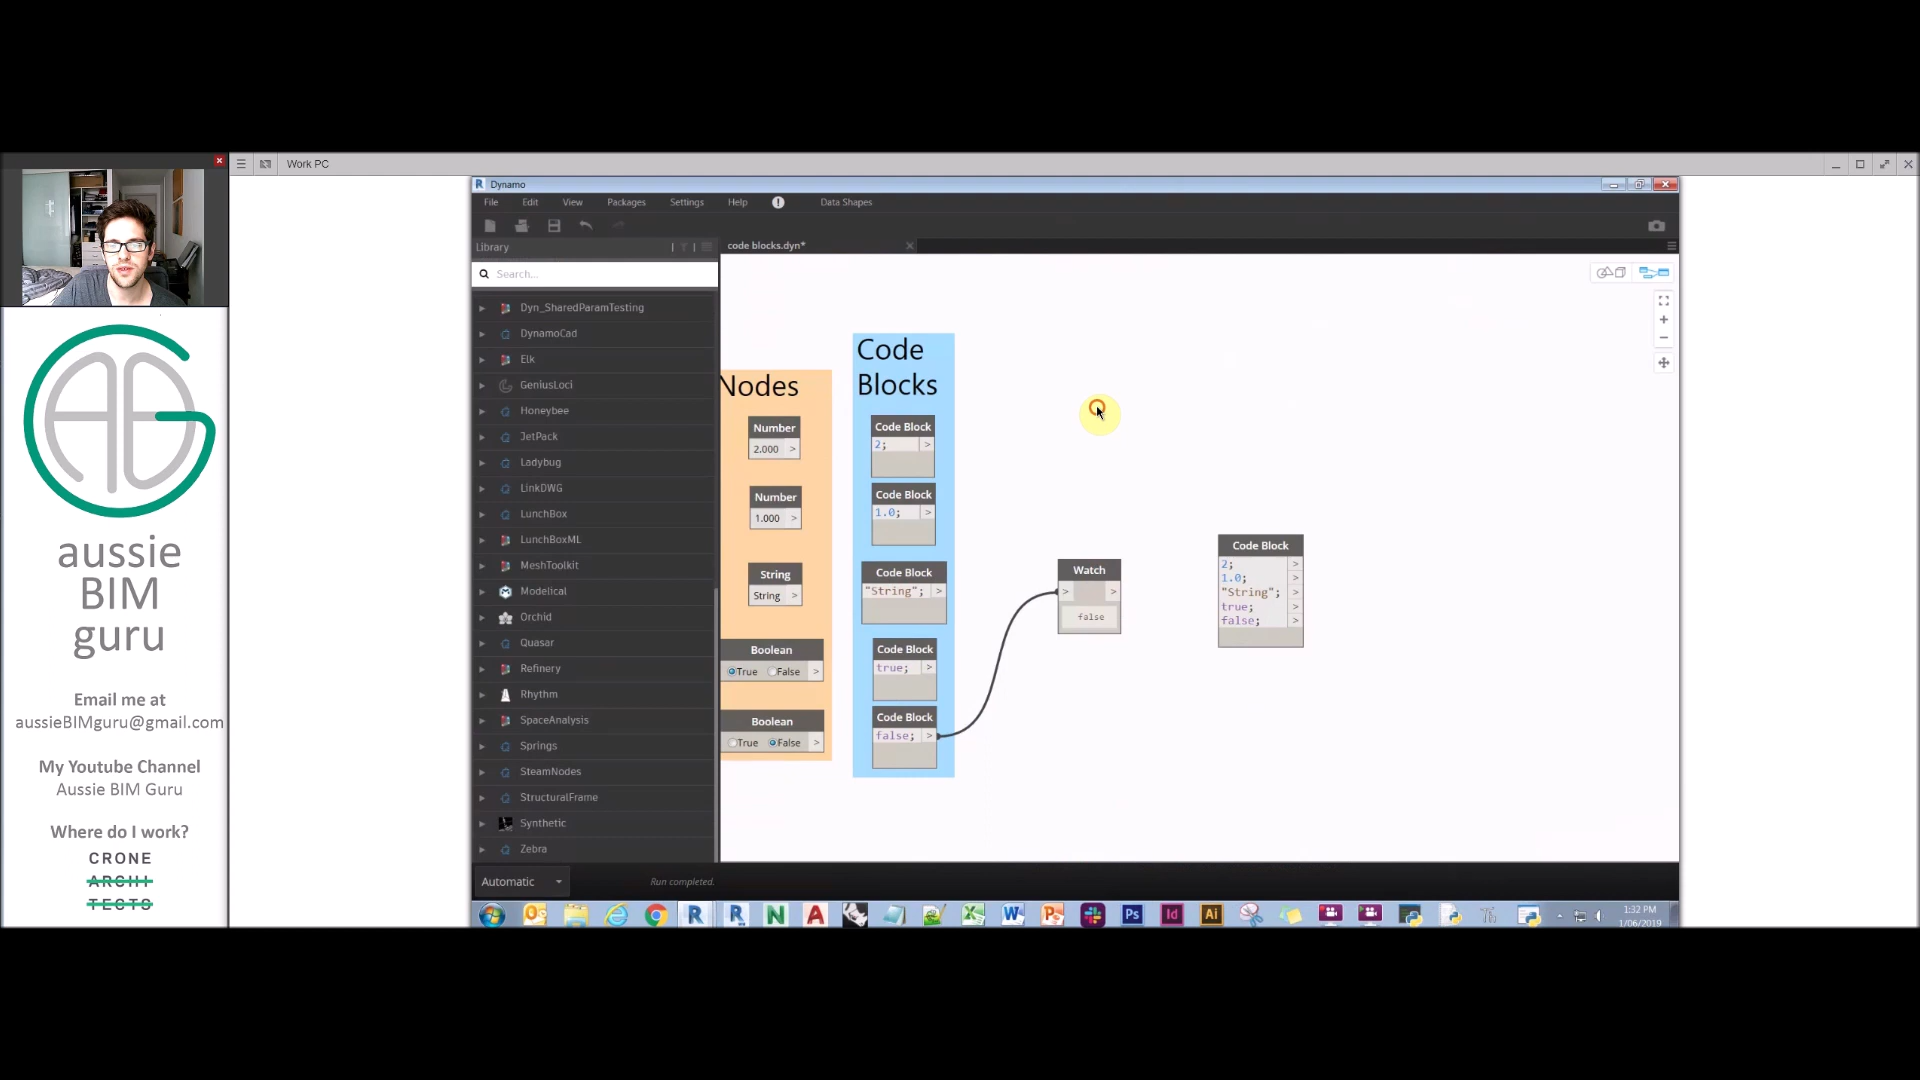 Work PC
Dynamo
File Edit View Packages Settings Help Data Shapes
Library
code blocks.dyn*
Search...
Dyn_SharedParamTesting
DynamoCad
Elk
GeniusLoci
Honeybee
JetPack
Ladybug
LinkDWG
LunchBox
LunchBoxML
MeshToolkit
Modelical
Orchid
Quasar
Refinery
Rhythm
SpaceAnalysis
Springs
SteamNodes
StructuralFrame
Synthetic
Zebra
Automatic
Run completed.
Nodes
Number
2.000 >
Number
1.000 >
String
String >
Boolean
True False >
Boolean
True False >
Code
Blocks
Code Block
2; >
Code Block
1.0; >
Code Block
"String"; >
Code Block
true; >
Code Block
false; >
Watch
> >
false
Code Block
2; >
1.0; >
"String"; >
true; >
false; >
1:32 PM
1/06/2019
aussie
BIM
guru
Email me at
aussieBIMguru@gmail.com
My Youtube Channel
Aussie BIM Guru
Where do I work?
CRONE
ARCHI
TECTS